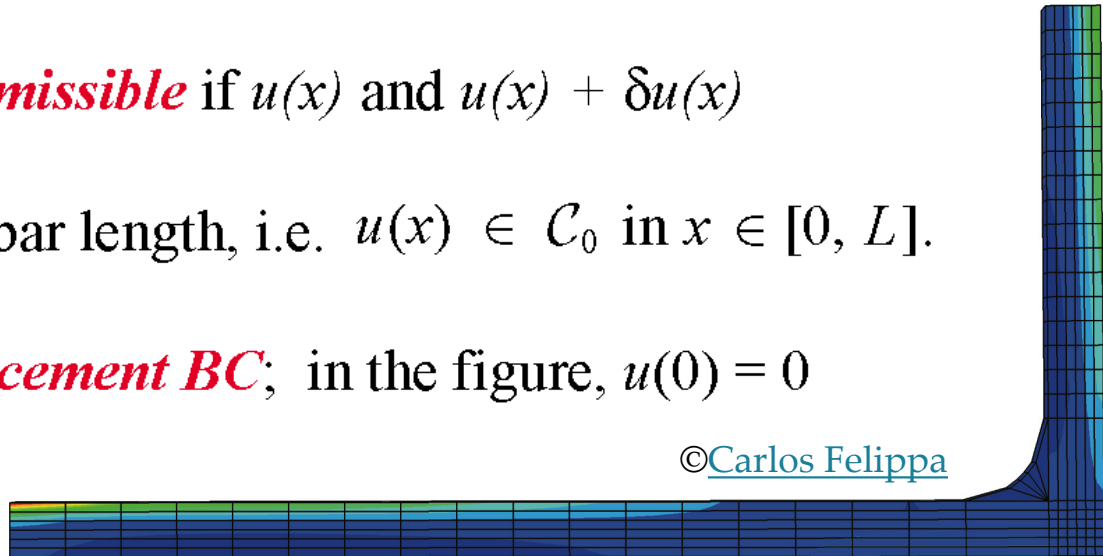 missible if u(x) and u(x) + δu(x)
bar length, i.e. u(x) ∈ C₀ in x ∈ [0, L].
cement BC; in the figure, u(0) = 0
©Carlos Felippa